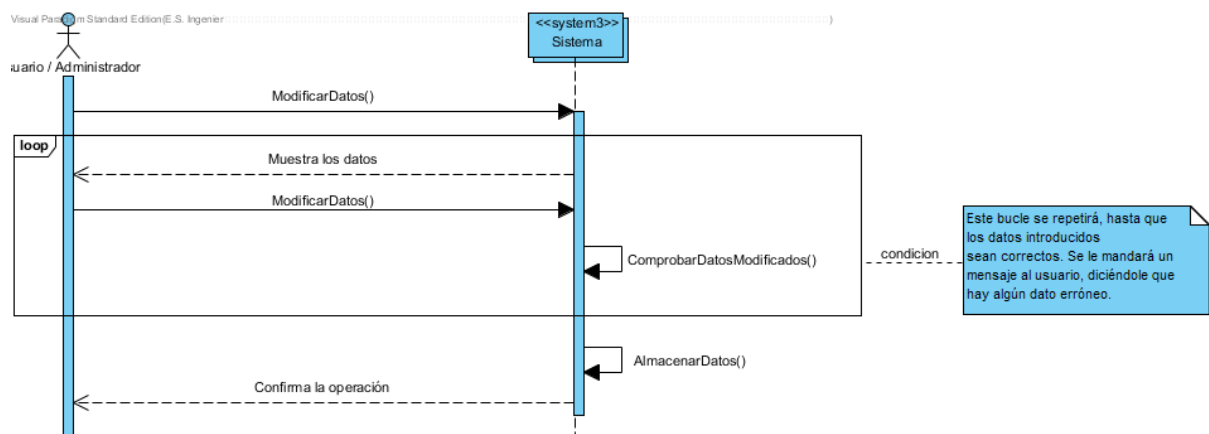 Visual Paradigm Standard Edition(E.S. Ingenier
)
<<system3>>
Sistema
uario / Administrador
ModificarDatos()
loop
Muestra los datos
ModificarDatos()
ComprobarDatosModificados()
condicion
Este bucle se repetirá, hasta que
los datos introducidos
sean correctos. Se le mandará un
mensaje al usuario, diciéndole que
hay algún dato erróneo.
AlmacenarDatos()
Confirma la operación